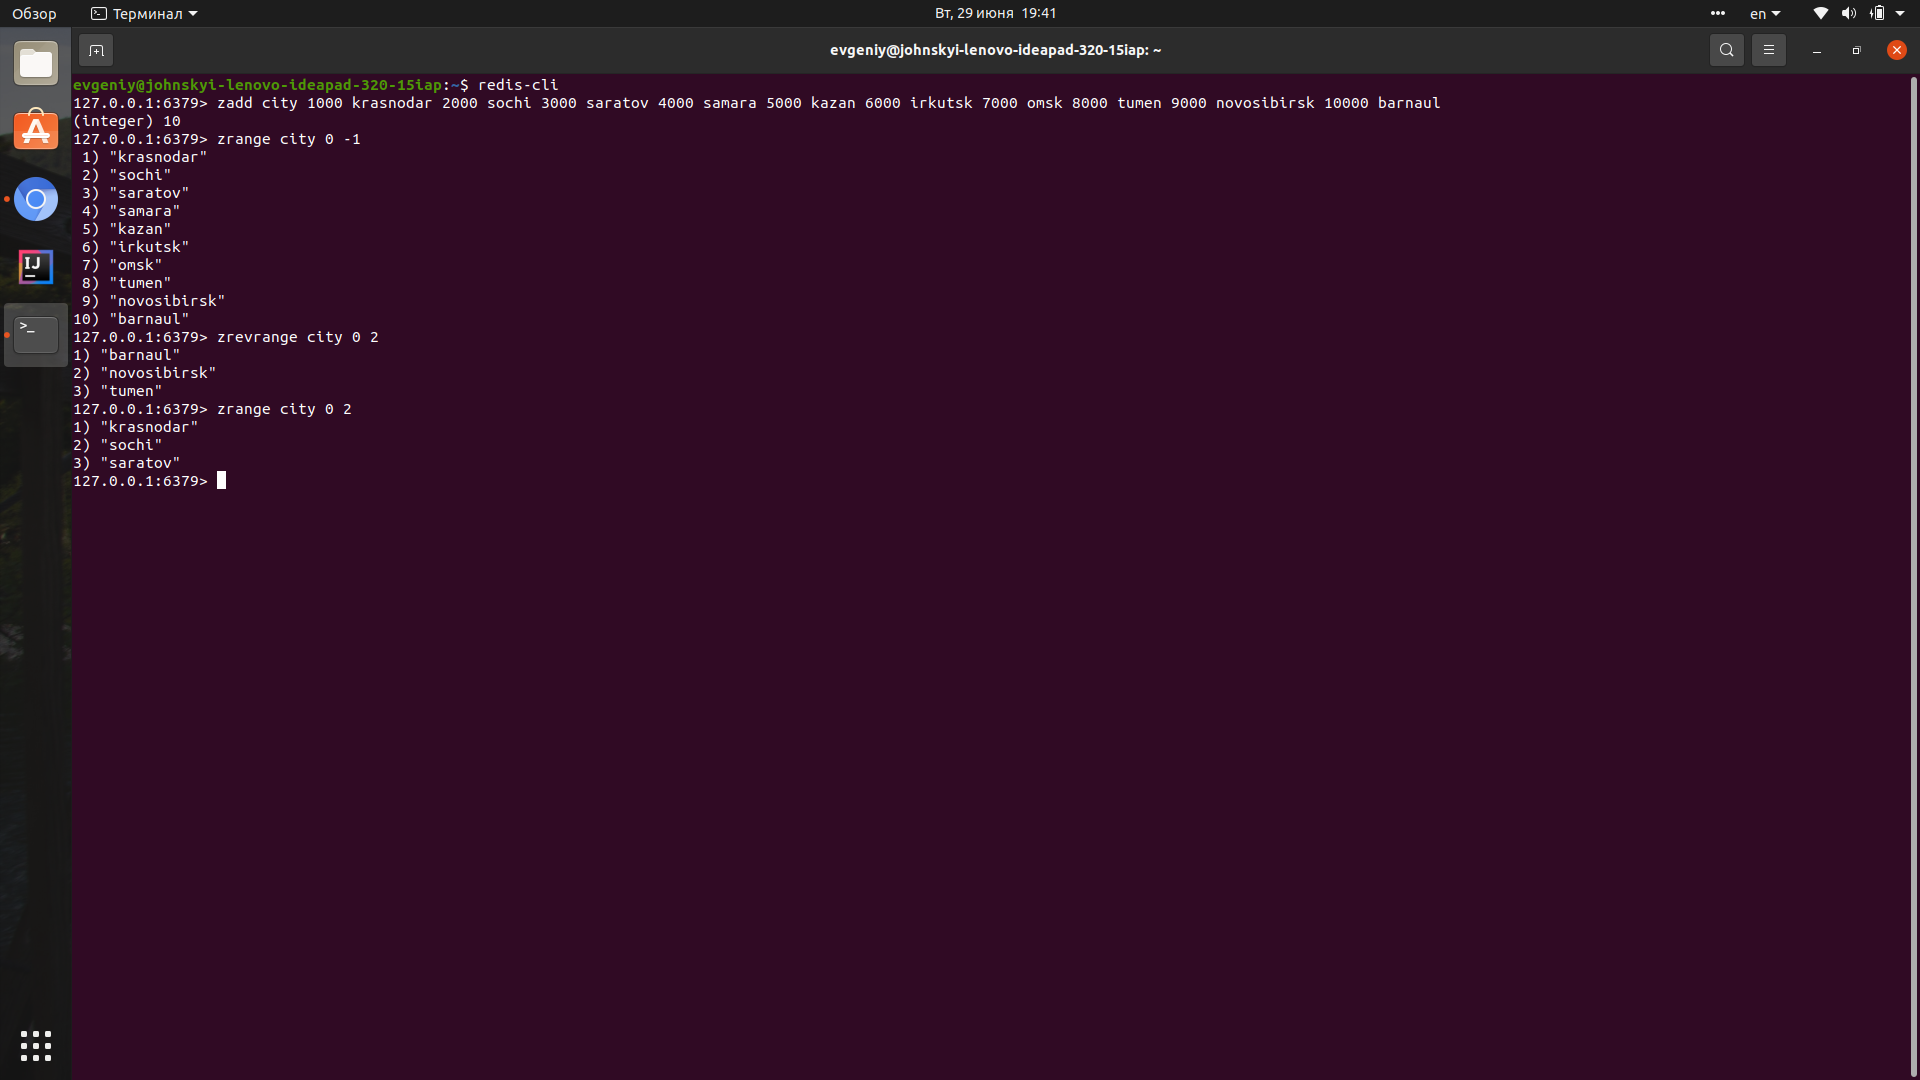 Обзор
Терминал
Вт, 29 июня 19:41
en
evgeniy@johnskyi-lenovo-ideapad-320-15iap: ~
evgeniy@johnskyi-lenovo-ideapad-320-15iap:~$ redis-cli
127.0.0.1:6379> zadd city 1000 krasnodar 2000 sochi 3000 saratov 4000 samara 5000 kazan 6000 irkutsk 7000 omsk 8000 tumen 9000 novosibirsk 10000 barnaul
(integer) 10
127.0.0.1:6379> zrange city 0 -1
1) "krasnodar"
2) "sochi"
3) "saratov"
4) "samara"
5) "kazan"
6) "irkutsk"
7) "omsk"
8) "tumen"
9) "novosibirsk"
10) "barnaul"
127.0.0.1:6379> zrevrange city 0 2
1) "barnaul"
2) "novosibirsk"
3) "tumen"
127.0.0.1:6379> zrange city 0 2
1) "krasnodar"
2) "sochi"
3) "saratov"
127.0.0.1:6379>
IJ
>_